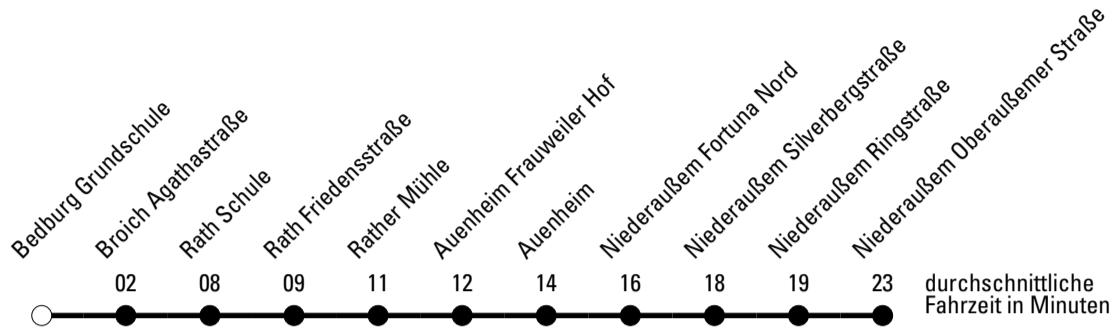 Bedburg Grundschule
Broich Agathastraße
Rath Schule
Rath Friedensstraße
Rather Mühle
Auenheim Frauweiler Hof
Auenheim
Niederaußem Fortuna Nord
Niederaußem Silverbergstraße
Niederaußem Ringstraße
Niederaußem Oberaußemer Straße
02 08 09 11 12 14 16 18 19 23
durchschnittliche
Fahrzeit in Minuten